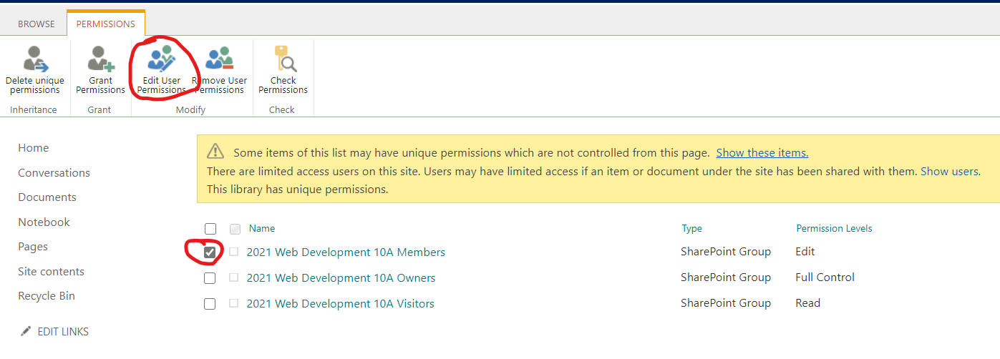 BROWSE PERMISSIONS
Delete unique permissions
Grant Permissions
Edit User Permissions
Remove User Permissions
Check Permissions
Inheritance Grant Modify Check
Home
Conversations
Documents
Notebook
Pages
Site contents
Recycle Bin
EDIT LINKS
Some items of this list may have unique permissions which are not controlled from this page. Show these items.
There are limited access users on this site. Users may have limited access if an item or document under the site has been shared with them. Show users.
This library has unique permissions.
Name Type Permission Levels
2021 Web Development 10A Members SharePoint Group Edit
2021 Web Development 10A Owners SharePoint Group Full Control
2021 Web Development 10A Visitors SharePoint Group Read